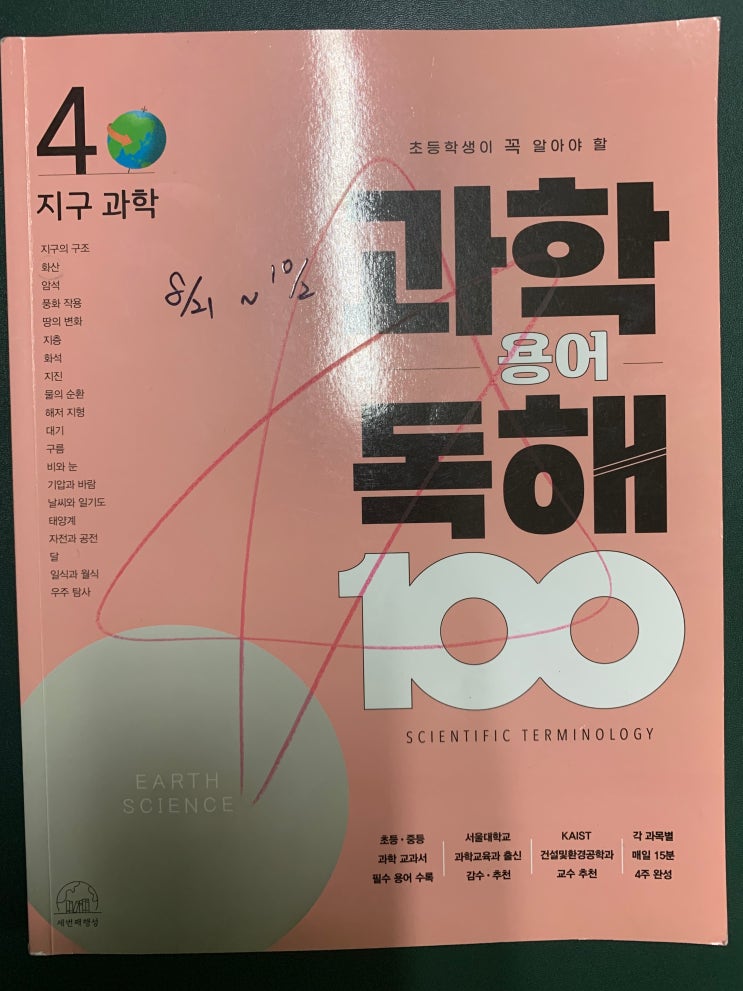 4
지구 과학
지구의 구조
화산
암석
풍화 작용
땅의 변화
지층
화석
지진
물의 순환
해저 지형
대기
구름
비와 눈
기압과 바람
날씨와 일기도
태양계
자전과 공전
달
일식과 월식
우주 탐사
8/21 ~ 10/2
초등학생이 꼭 알아야 할
과학
용어
독해
100
SCIENTIFIC TERMINOLOGY
EARTH
SCIENCE
초등·중등
과학 교과서
필수 용어 수록
서울대학교
과학교육과 출신
감수·추천
KAIST
건설및환경공학과
교수 추천
각 과목별
매일 15분
4주 완성
세번째행성